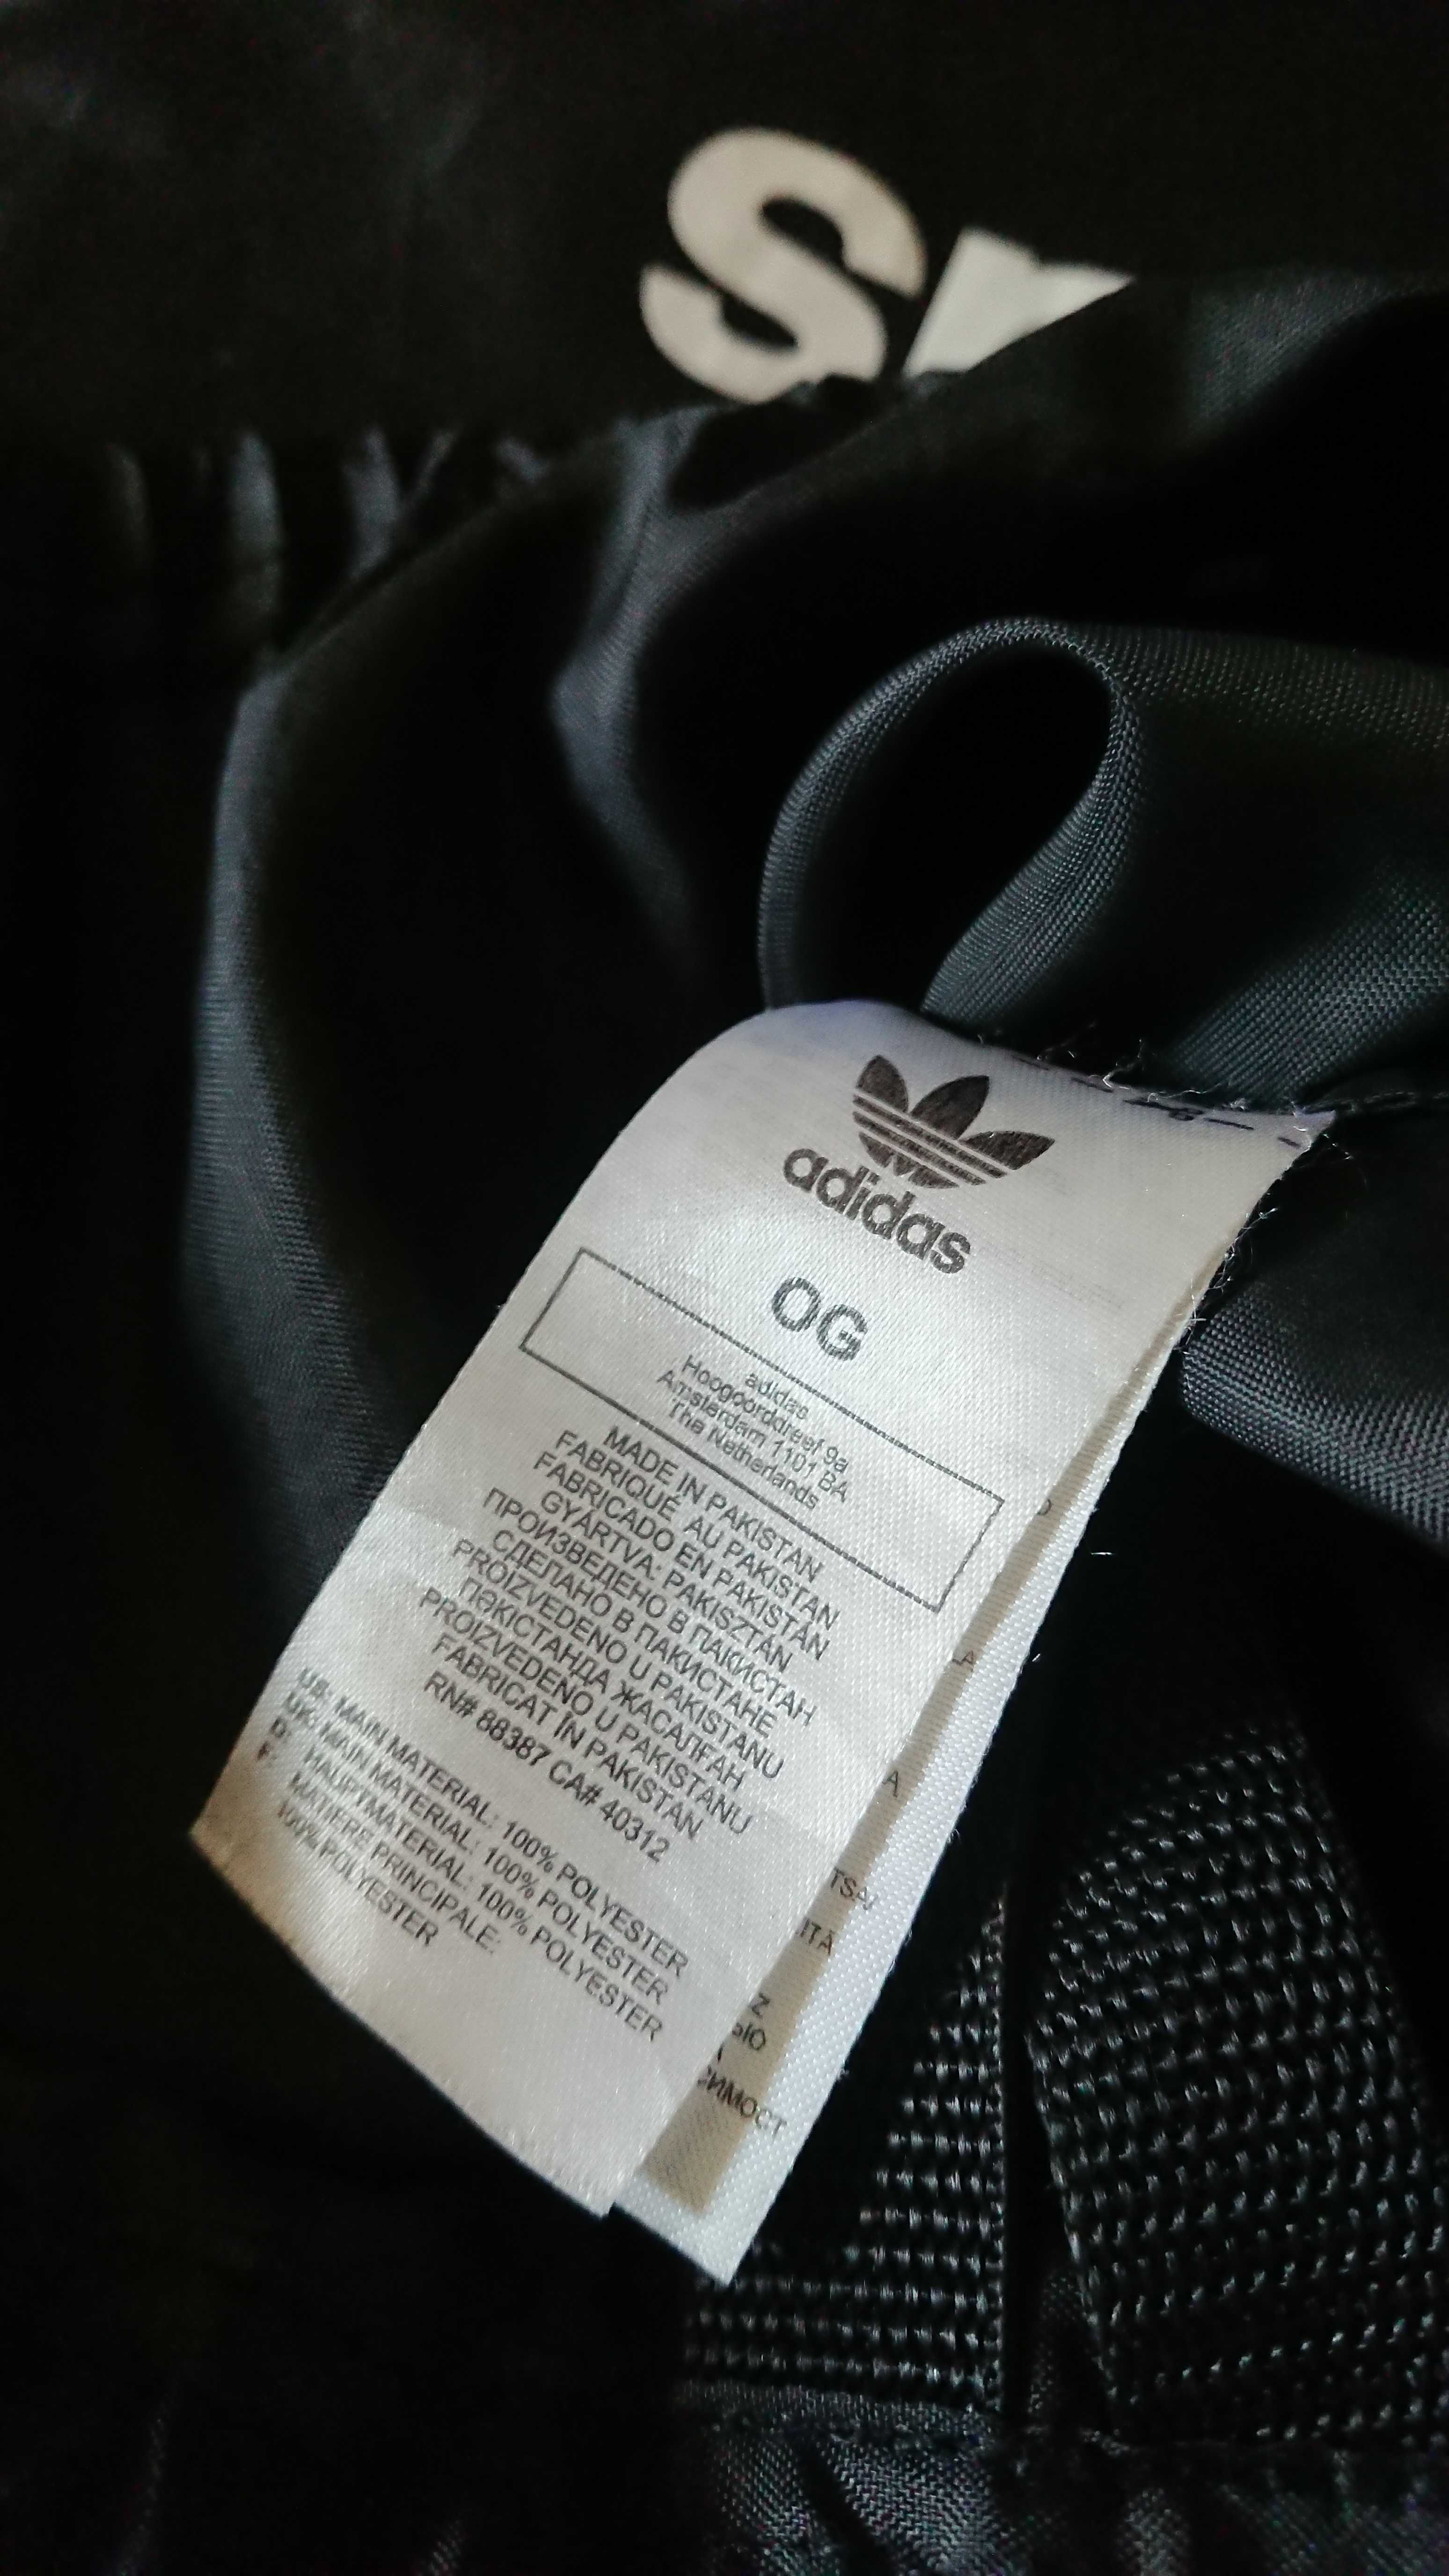 adidas
OG
adidas
Hoogoorddreef 9a
Amsterdam 1101 BA
The Netherlands
MADE IN PAKISTAN
FABRIQUÉ AU PAKISTAN
FABRICADO EN PAKISTÁN
GYÁRTVA: PAKISZTÁN
ПРОИЗВЕДЕНО В ПАКИСТАН
СДЕЛАНО В ПАКИСТАНЕ
PROIZVEDENO U PAKISTANU
ПӘКІСТАНДА ЖАСАЛҒАН
PROIZVEDENO U PAKISTANU
FABRICAT ÎN PAKISTAN
RN# 88387 CA# 40312
US: MAIN MATERIAL: 100% POLYESTER
UK: MAIN MATERIAL: 100% POLYESTER
D: HAUPTMATERIAL: 100% POLYESTER
F: MATIÈRE PRINCIPALE:
100% POLYESTER